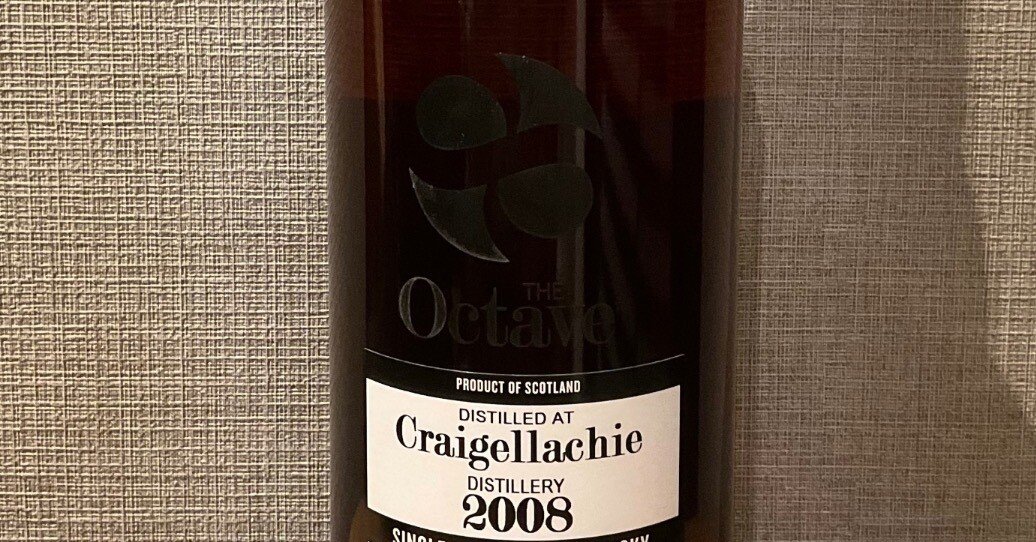 THE
Octave
PRODUCT OF SCOTLAND
DISTILLED AT
Craigellachie
DISTILLERY
2008